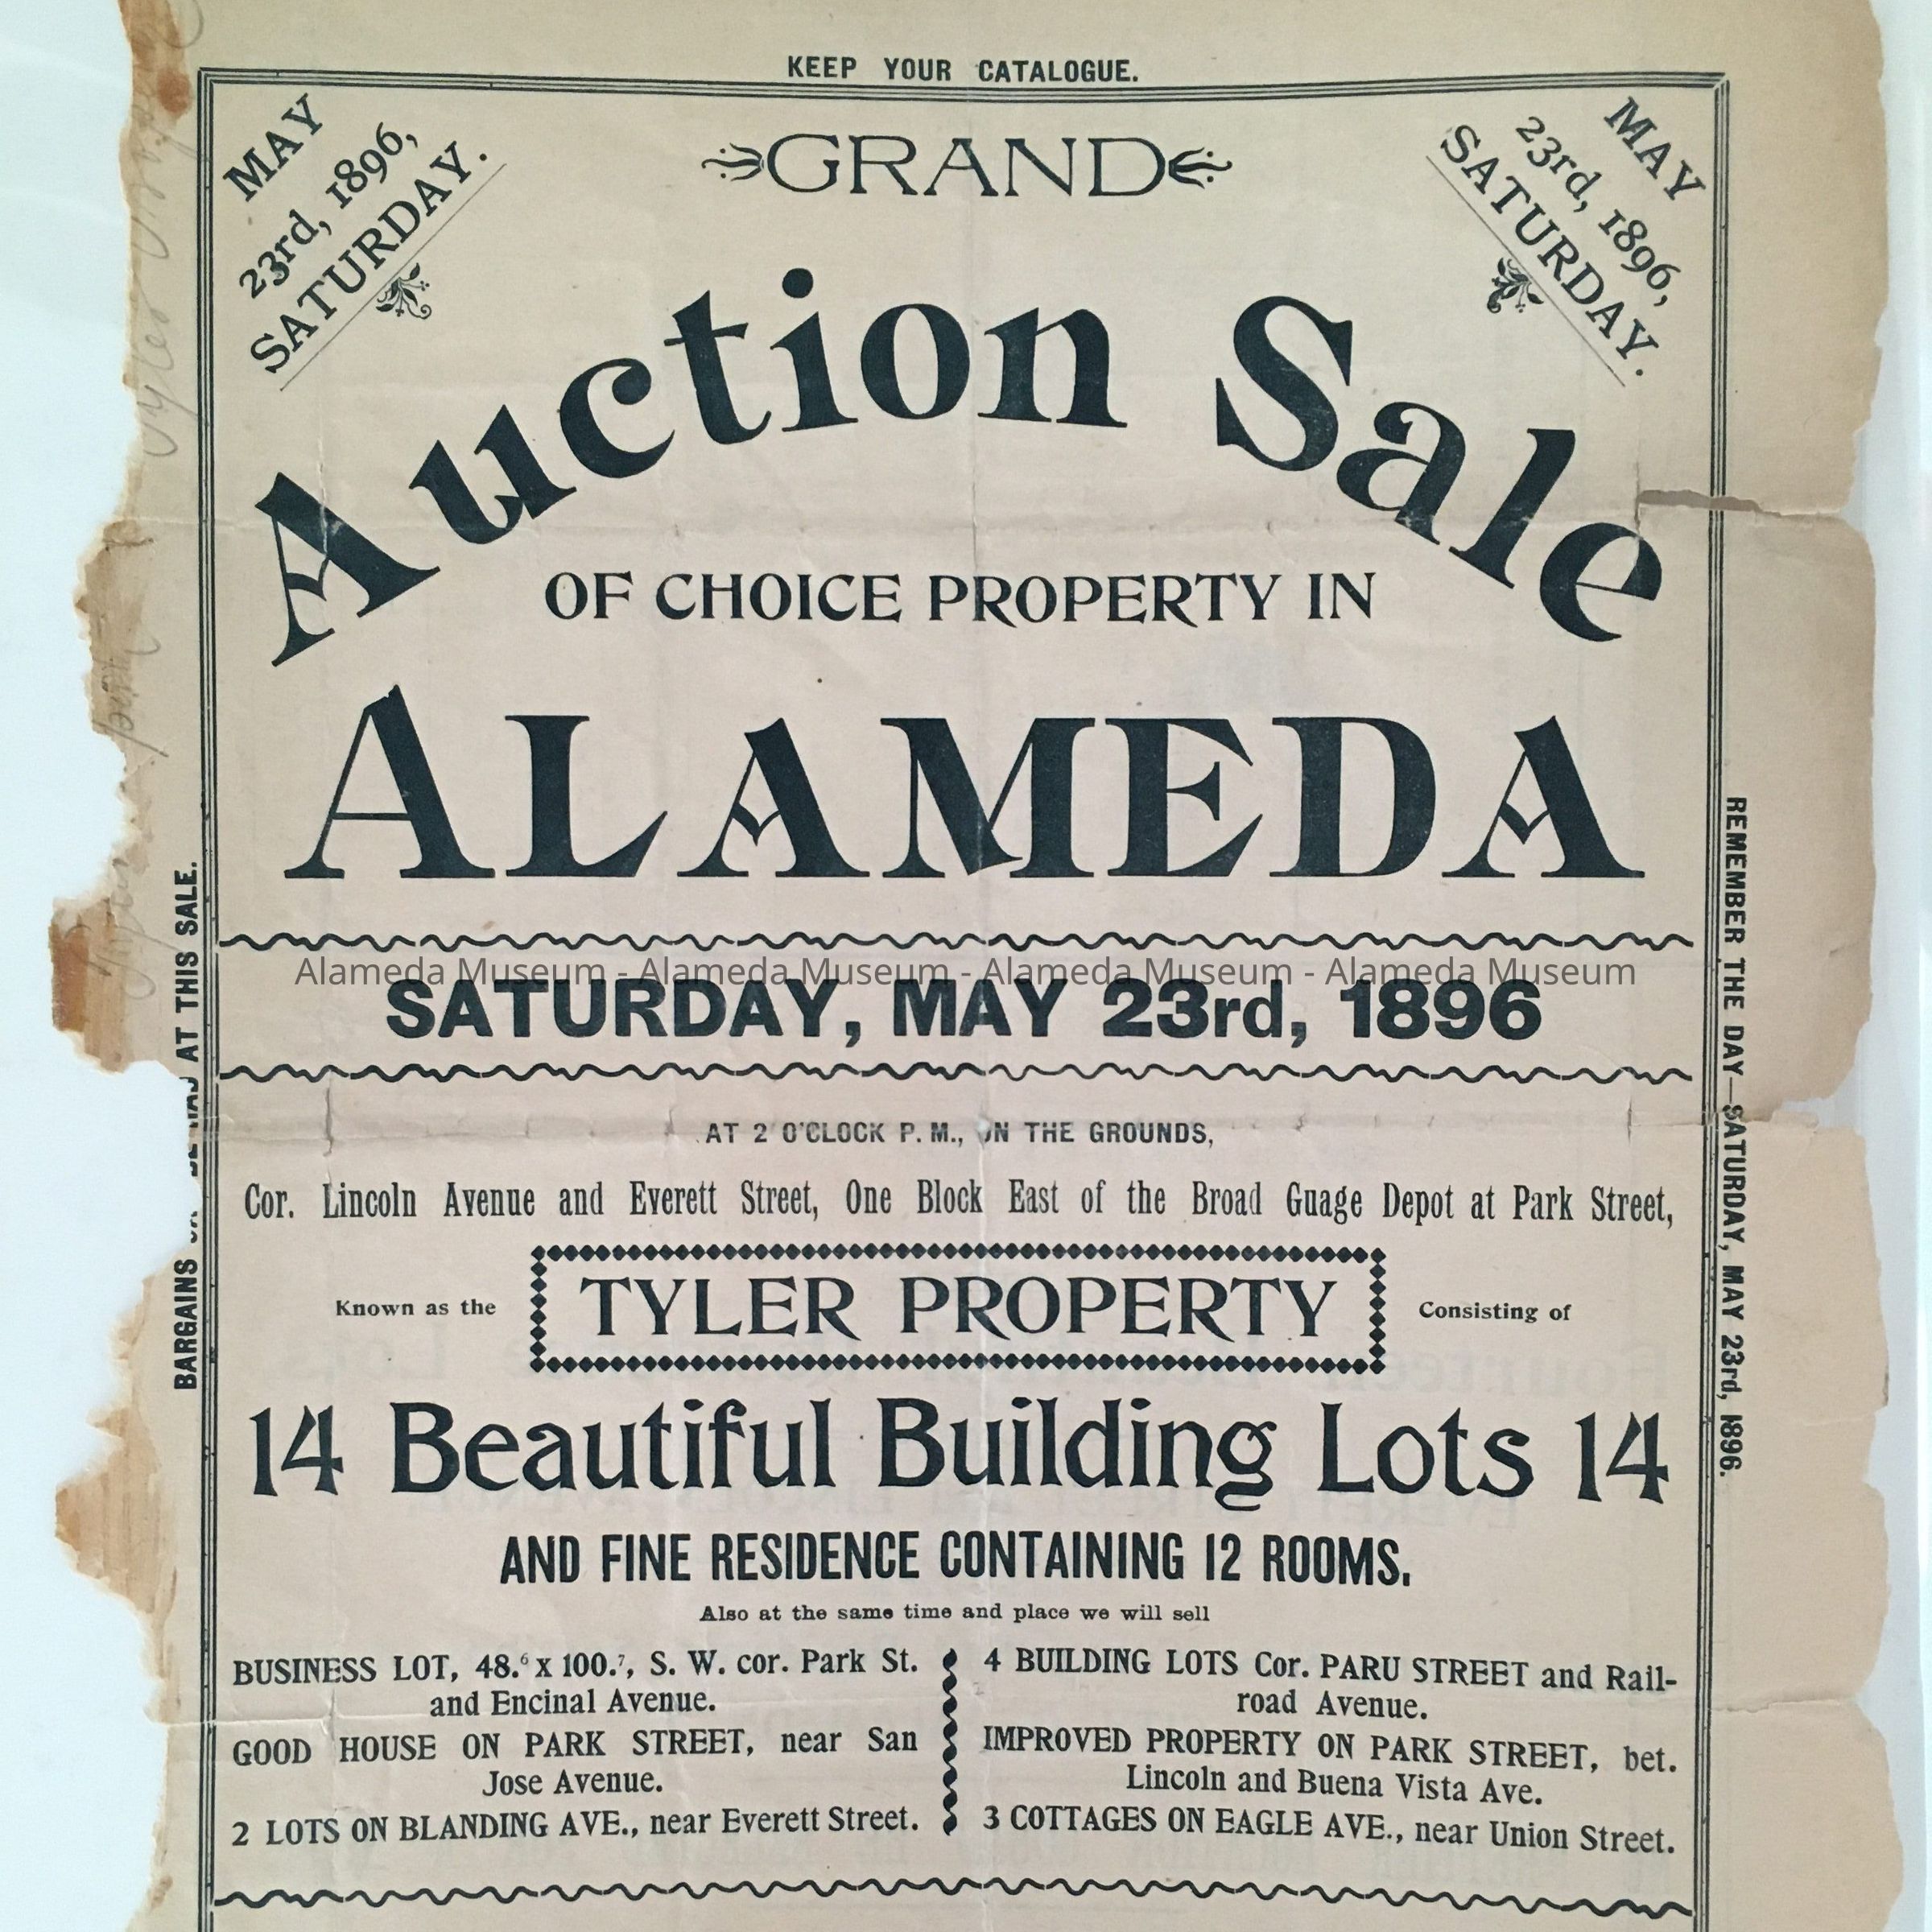 KEEP YOUR CATALOGUE.
MAY
23rd, 1896,
SATURDAY.
GRAND
MAY
23rd, 1896,
SATURDAY.
Auction Sale
OF CHOICE PROPERTY IN
ALAMEDA
Alameda Museum - Alameda Museum - Alameda Museum - Alameda Museum
SATURDAY, MAY 23rd, 1896
AT 2 O'CLOCK P. M., ON THE GROUNDS,
Cor. Lincoln Avenue and Everett Street, One Block East of the Broad Guage Depot at Park Street,
Known as the
TYLER PROPERTY
Consisting of
14 Beautiful Building Lots 14
AND FINE RESIDENCE CONTAINING 12 ROOMS.
Also at the same time and place we will sell
BUSINESS LOT, 48.⁶ x 100.⁷, S. W. cor. Park St.
and Encinal Avenue.
GOOD HOUSE ON PARK STREET, near San
Jose Avenue.
2 LOTS ON BLANDING AVE., near Everett Street.
4 BUILDING LOTS Cor. PARU STREET and Rail-
road Avenue.
IMPROVED PROPERTY ON PARK STREET, bet.
Lincoln and Buena Vista Ave.
3 COTTAGES ON EAGLE AVE., near Union Street.
BARGAINS AT THIS SALE.
REMEMBER THE DAY—SATURDAY, MAY 23rd, 1896.